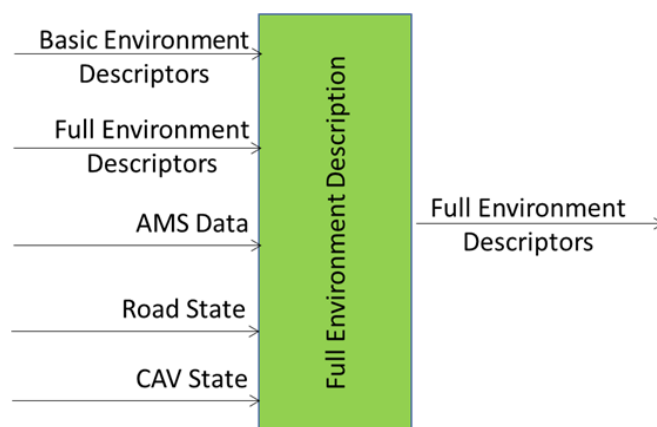 Basic Environment
Descriptors
Full Environment
Descriptors
AMS Data
Road State
CAV State
Full Environment Description
Full Environment
Descriptors